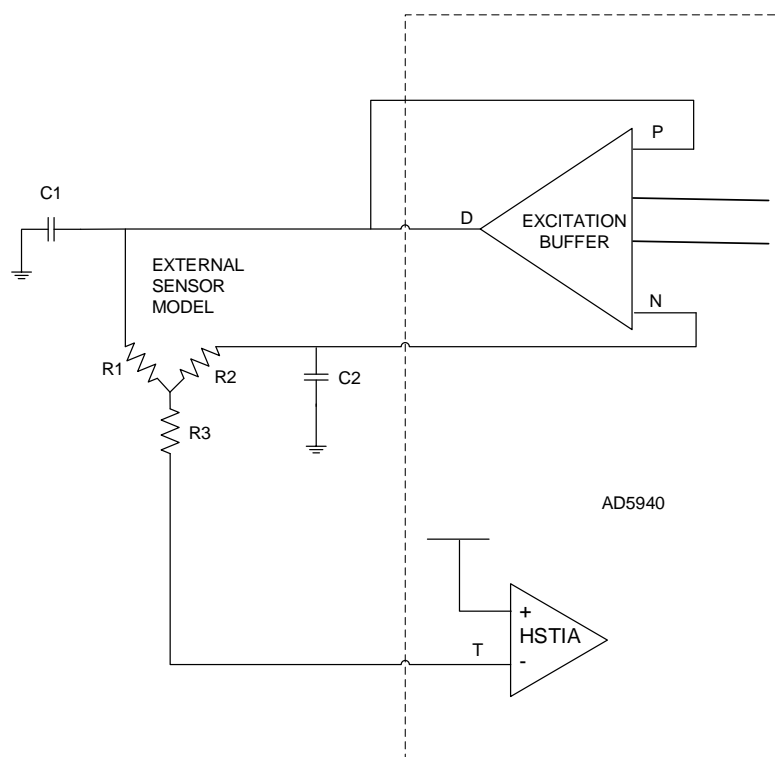 P
C1
D
EXCITATION
BUFFER
EXTERNAL
SENSOR
MODEL
N
R1
R2
C2
R3
AD5940
+
HSTIA
T
-